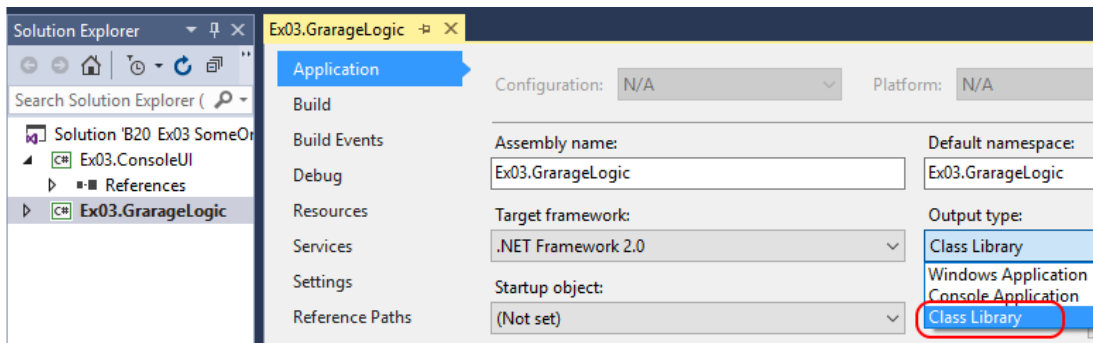 Solution Explorer
Search Solution Explorer (
Solution 'B20 Ex03 SomeOr
C# Ex03.ConsoleUI
References
C# Ex03.GrarageLogic
Ex03.GrarageLogic
Application
Build
Build Events
Debug
Resources
Services
Settings
Reference Paths
Configuration: N/A Platform: N/A
Assembly name: Default namespace:
Ex03.GrarageLogic Ex03.GrarageLogic
Target framework: Output type:
.NET Framework 2.0 Class Library
Windows Application
Console Application
Class Library
Startup object:
(Not set)